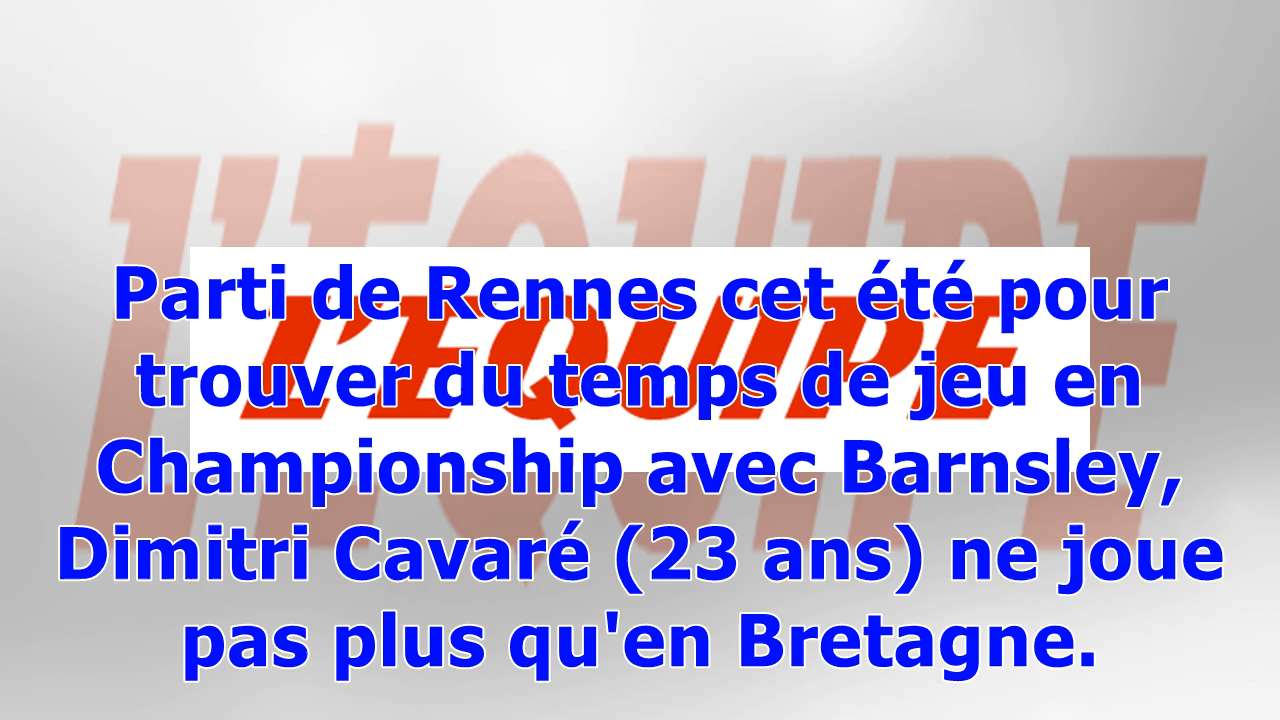 L'ÉQUIPE
L'EQUIPE
Parti de Rennes cet été pour
trouver du temps de jeu en
Championship avec Barnsley,
Dimitri Cavaré (23 ans) ne joue
pas plus qu'en Bretagne.